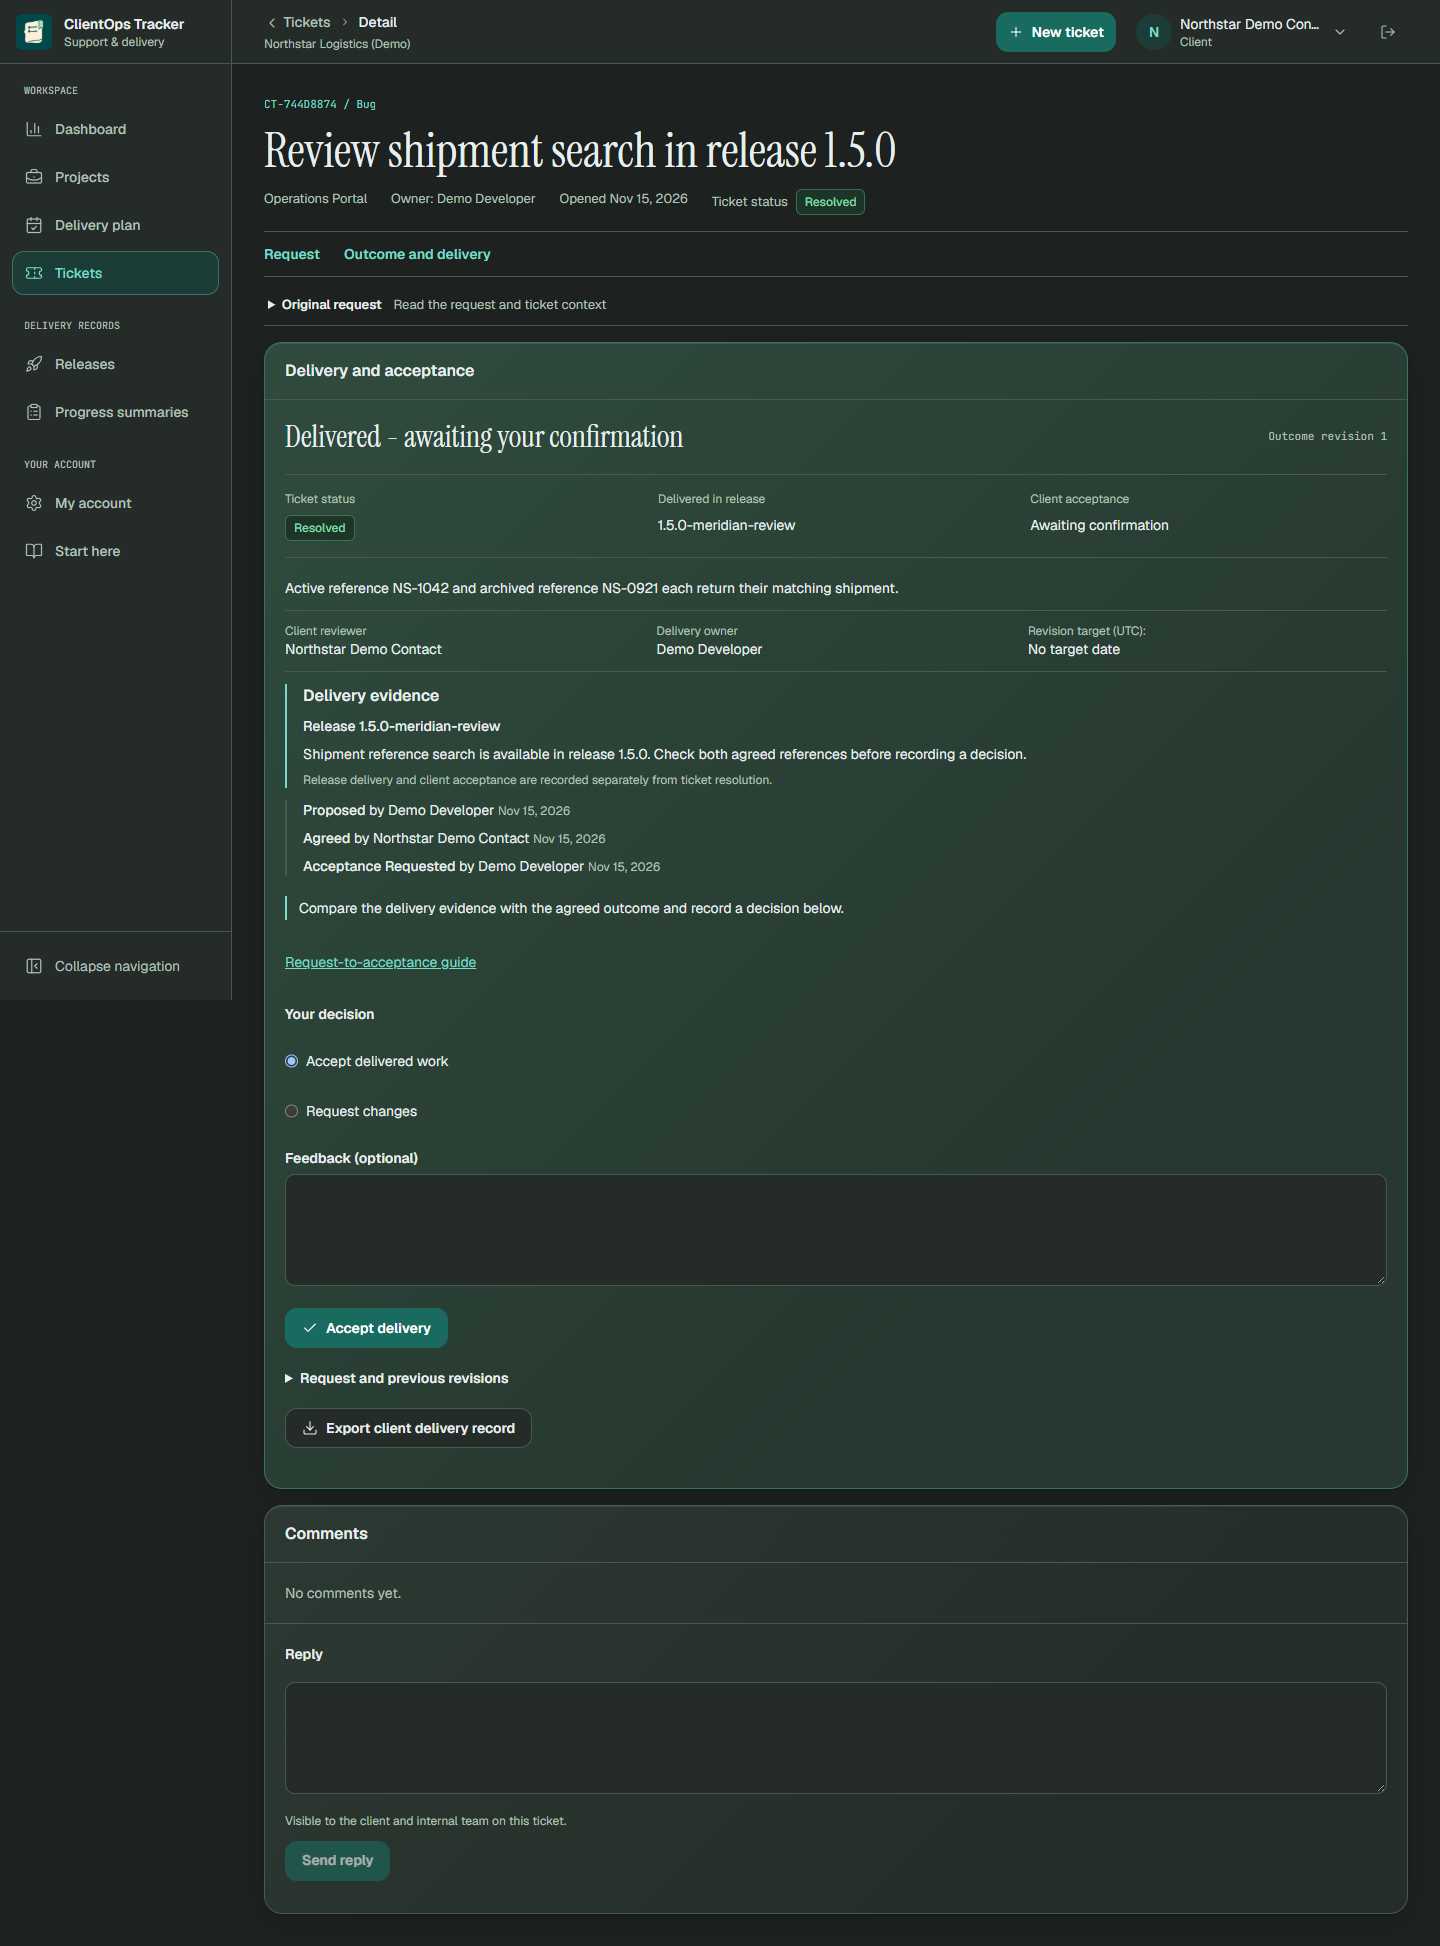 ClientOps Tracker
Support & delivery
Tickets
Detail
Northstar Logistics (Demo)
New ticket
N
Northstar Demo Con...
Client
WORKSPACE
Dashboard
Projects
Delivery plan
Tickets
DELIVERY RECORDS
Releases
Progress summaries
YOUR ACCOUNT
My account
Start here
Collapse navigation
CT-744D8874 / Bug
Review shipment search in release 1.5.0
Operations Portal
Owner: Demo Developer
Opened Nov 15, 2026
Ticket status
Resolved
Request
Outcome and delivery
Original request
Read the request and ticket context
Delivery and acceptance
Delivered - awaiting your confirmation
Outcome revision 1
Ticket status
Resolved
Delivered in release
1.5.0-meridian-review
Client acceptance
Awaiting confirmation
Active reference NS-1042 and archived reference NS-0921 each return their matching shipment.
Client reviewer
Northstar Demo Contact
Delivery owner
Demo Developer
Revision target (UTC):
No target date
Delivery evidence
Release 1.5.0-meridian-review
Shipment reference search is available in release 1.5.0. Check both agreed references before recording a decision.
Release delivery and client acceptance are recorded separately from ticket resolution.
Proposed by Demo Developer Nov 15, 2026
Agreed by Northstar Demo Contact Nov 15, 2026
Acceptance Requested by Demo Developer Nov 15, 2026
Compare the delivery evidence with the agreed outcome and record a decision below.
Request-to-acceptance guide
Your decision
Accept delivered work
Request changes
Feedback (optional)
Accept delivery
Request and previous revisions
Export client delivery record
Comments
No comments yet.
Reply
Visible to the client and internal team on this ticket.
Send reply